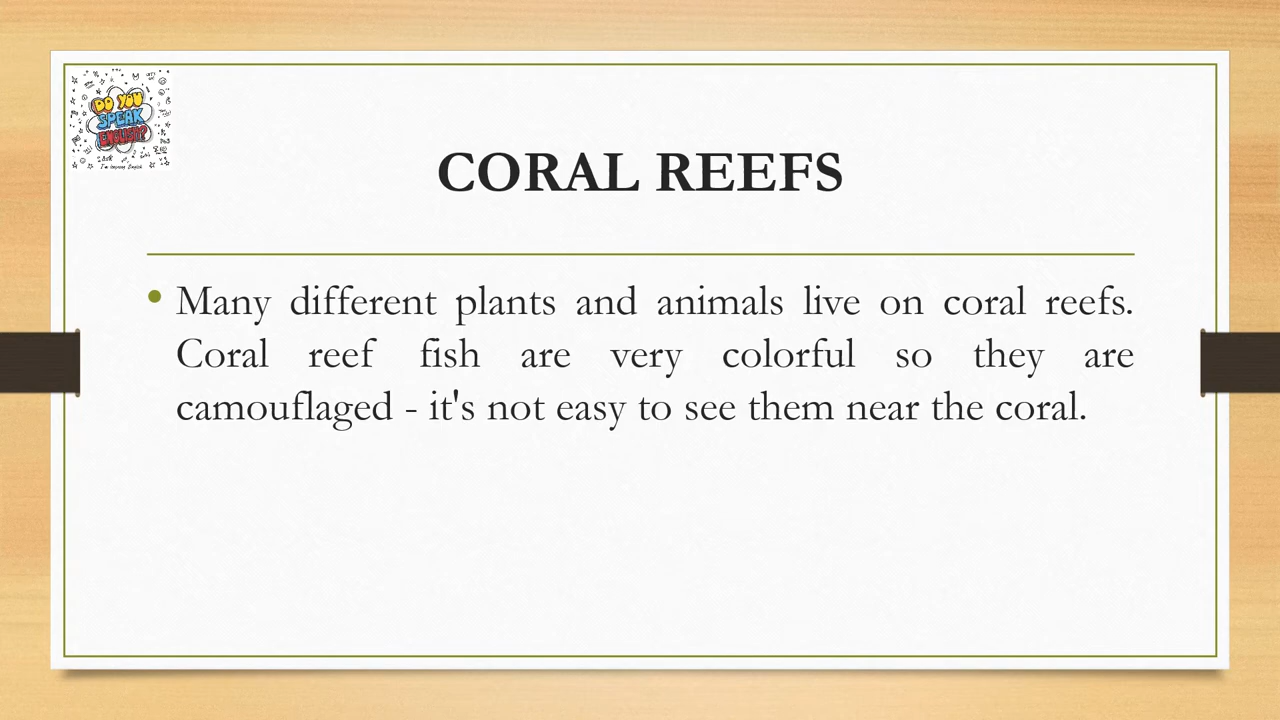 DO YOU
SPEAK
ENGLISH?
CORAL REEFS
Many different plants and animals live on coral reefs.
Coral reef fish are very colorful so they are
camouflaged - it's not easy to see them near the coral.